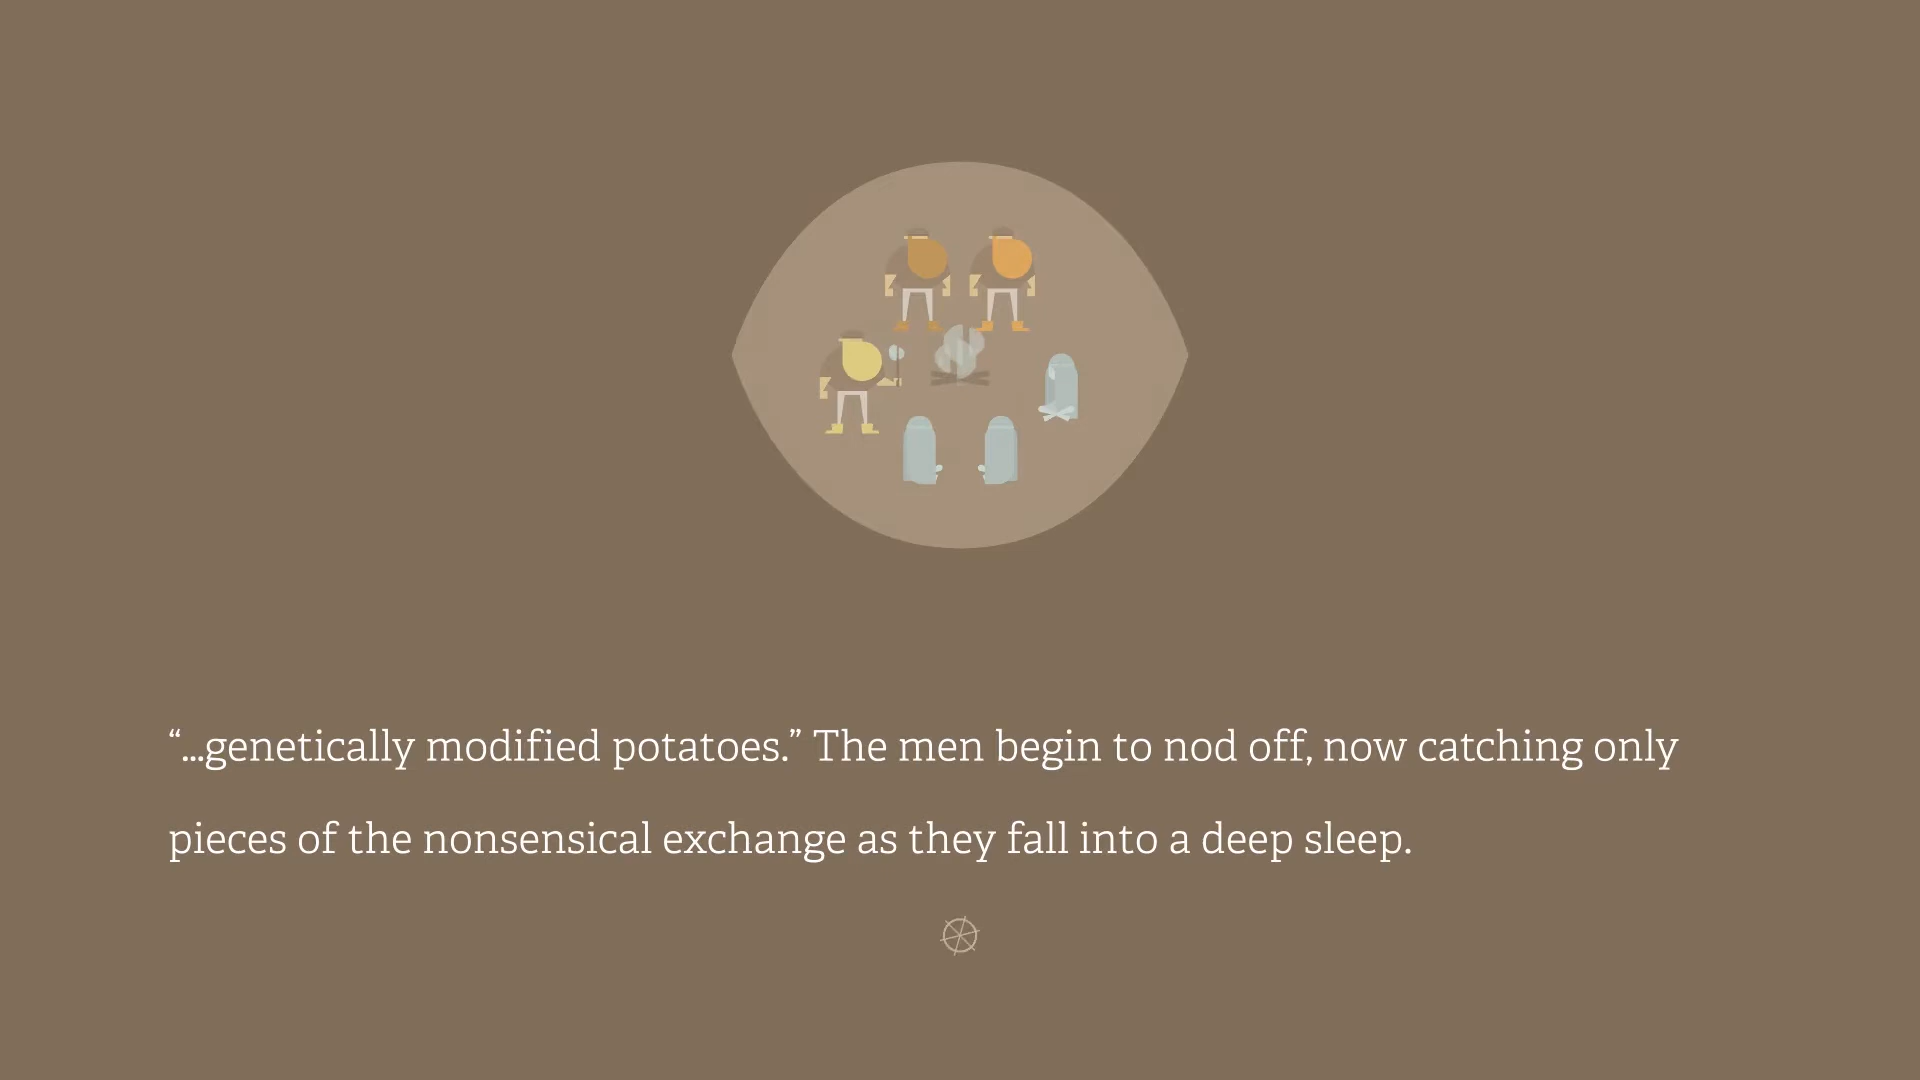 “...genetically modified potatoes.” The men begin to nod off, now catching only
pieces of the nonsensical exchange as they fall into a deep sleep.